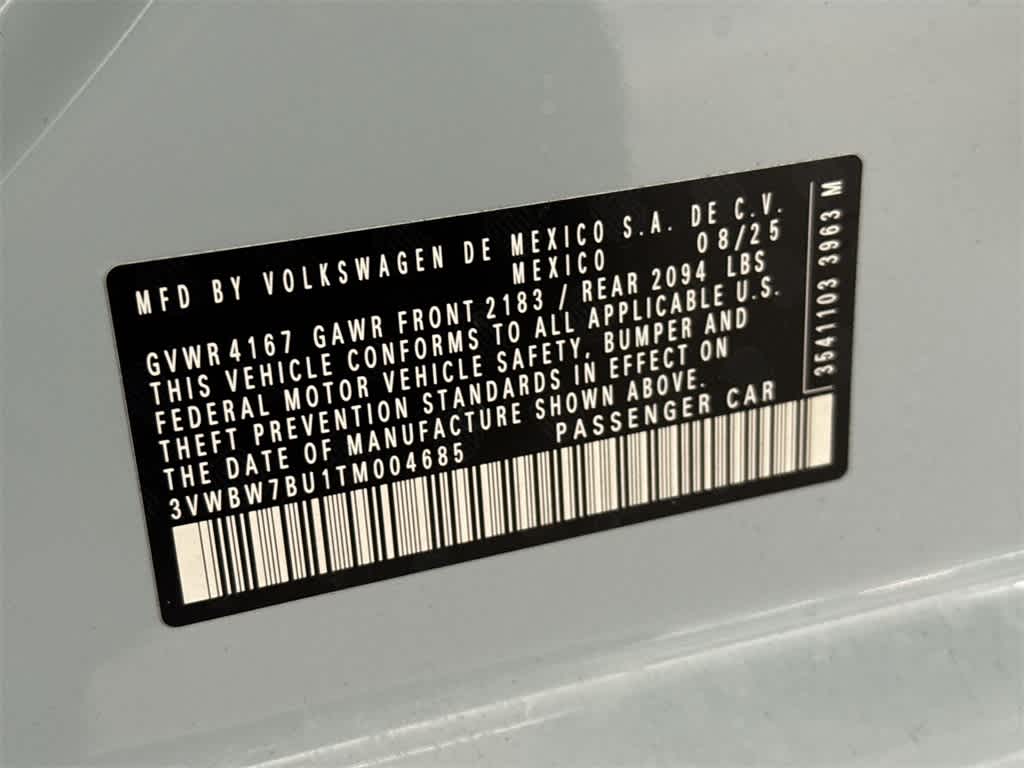 MFD BY VOLKSWAGEN DE MEXICO S.A. DE C.V.
MEXICO 08/25
GVWR 4167 GAWR FRONT 2183 / REAR 2094 LBS
THIS VEHICLE CONFORMS TO ALL APPLICABLE U.S.
FEDERAL MOTOR VEHICLE SAFETY, BUMPER AND
THEFT PREVENTION STANDARDS IN EFFECT ON
THE DATE OF MANUFACTURE SHOWN ABOVE.
3VWBW7BU1TM004685 PASSENGER CAR
3541103 3963 M